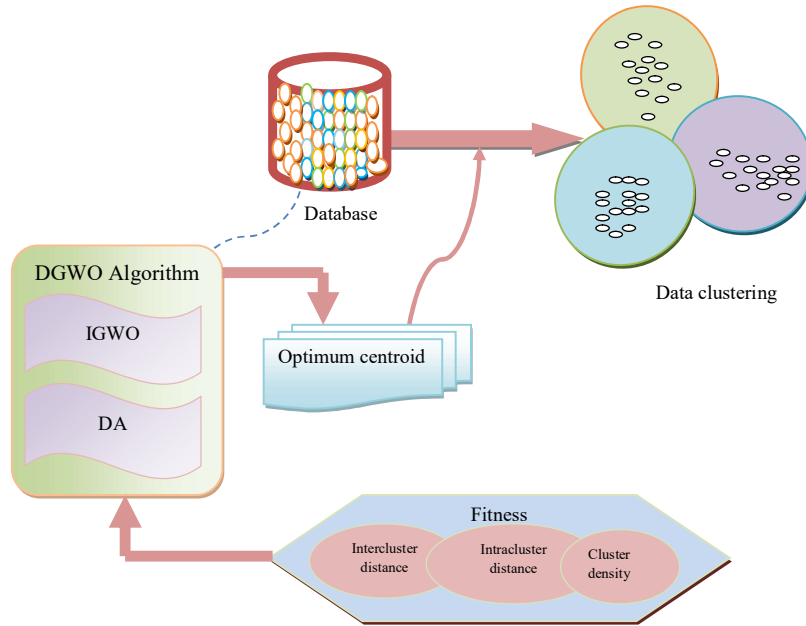 Database
Data clustering
DGWO Algorithm
IGWO
DA
Optimum centroid
Fitness
Intercluster
distance
Intracluster
distance
Cluster
density